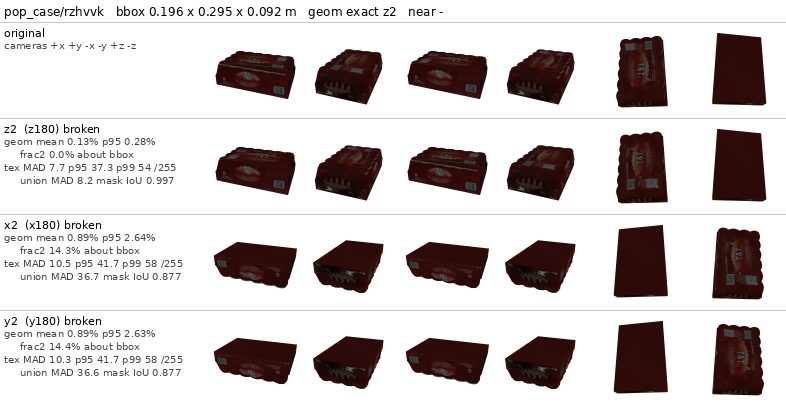 pop_case/rzhvvk bbox 0.196 x 0.295 x 0.092 m geom exact z2 near -
original
cameras +x +y -x -y +z -z
z2 (z180) broken
geom mean 0.13% p95 0.28%
frac2 0.0% about bbox
tex MAD 7.7 p95 37.3 p99 54 /255
union MAD 8.2 mask IoU 0.997
x2 (x180) broken
geom mean 0.89% p95 2.64%
frac2 14.3% about bbox
tex MAD 10.5 p95 41.7 p99 58 /255
union MAD 36.7 mask IoU 0.877
y2 (y180) broken
geom mean 0.89% p95 2.63%
frac2 14.4% about bbox
tex MAD 10.3 p95 41.7 p99 58 /255
union MAD 36.6 mask IoU 0.877